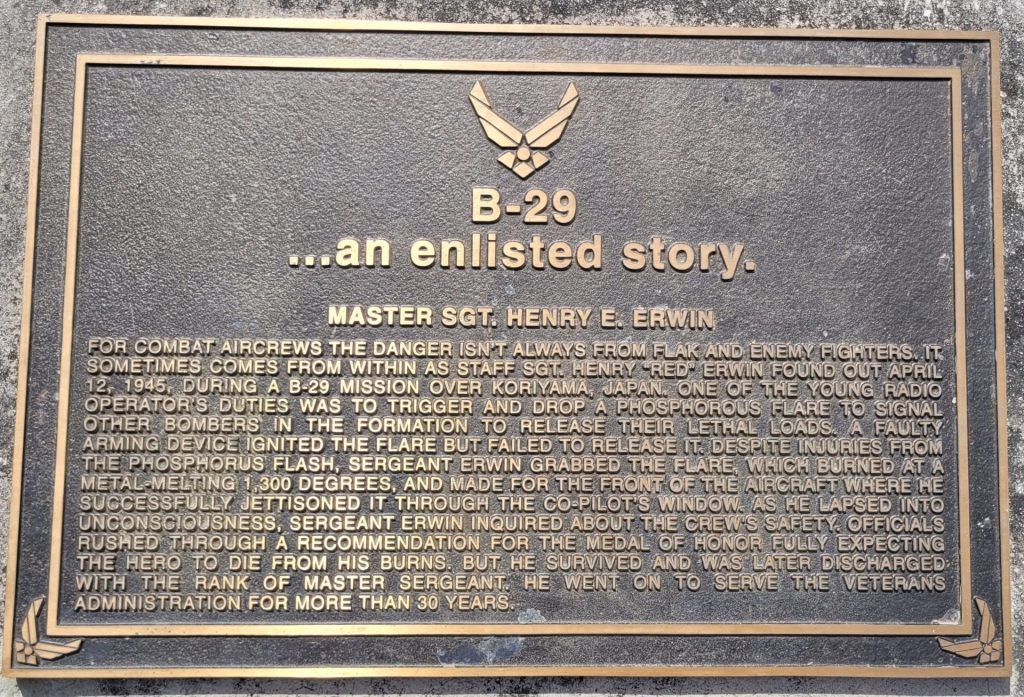 B-29
...an enlisted story.
MASTER SGT. HENRY E. ERWIN
FOR COMBAT AIRCREWS THE DANGER ISN'T ALWAYS FROM FLAK AND ENEMY FIGHTERS. IT
SOMETIMES COMES FROM WITHIN AS STAFF SGT. HENRY "RED" ERWIN FOUND OUT APRIL
12, 1945, DURING A B-29 MISSION OVER KORIYAMA, JAPAN. ONE OF THE YOUNG RADIO
OPERATOR'S DUTIES WAS TO TRIGGER AND DROP A PHOSPHOROUS FLARE TO SIGNAL
OTHER BOMBERS IN THE FORMATION TO RELEASE THEIR LETHAL LOADS. A FAULTY
ARMING DEVICE IGNITED THE FLARE BUT FAILED TO RELEASE IT. DESPITE INJURIES FROM
THE PHOSPHORUS FLASH, SERGEANT ERWIN GRABBED THE FLARE, WHICH BURNED AT A
METAL-MELTING 1,300 DEGREES, AND MADE FOR THE FRONT OF THE AIRCRAFT WHERE HE
SUCCESSFULLY JETTISONED IT THROUGH THE CO-PILOT'S WINDOW. AS HE LAPSED INTO
UNCONSCIOUSNESS, SERGEANT ERWIN INQUIRED ABOUT THE CREW'S SAFETY. OFFICIALS
RUSHED THROUGH A RECOMMENDATION FOR THE MEDAL OF HONOR FULLY EXPECTING
THE HERO TO DIE FROM HIS BURNS. BUT HE SURVIVED AND WAS LATER DISCHARGED
WITH THE RANK OF MASTER SERGEANT. HE WENT ON TO SERVE THE VETERANS
ADMINISTRATION FOR MORE THAN 30 YEARS.